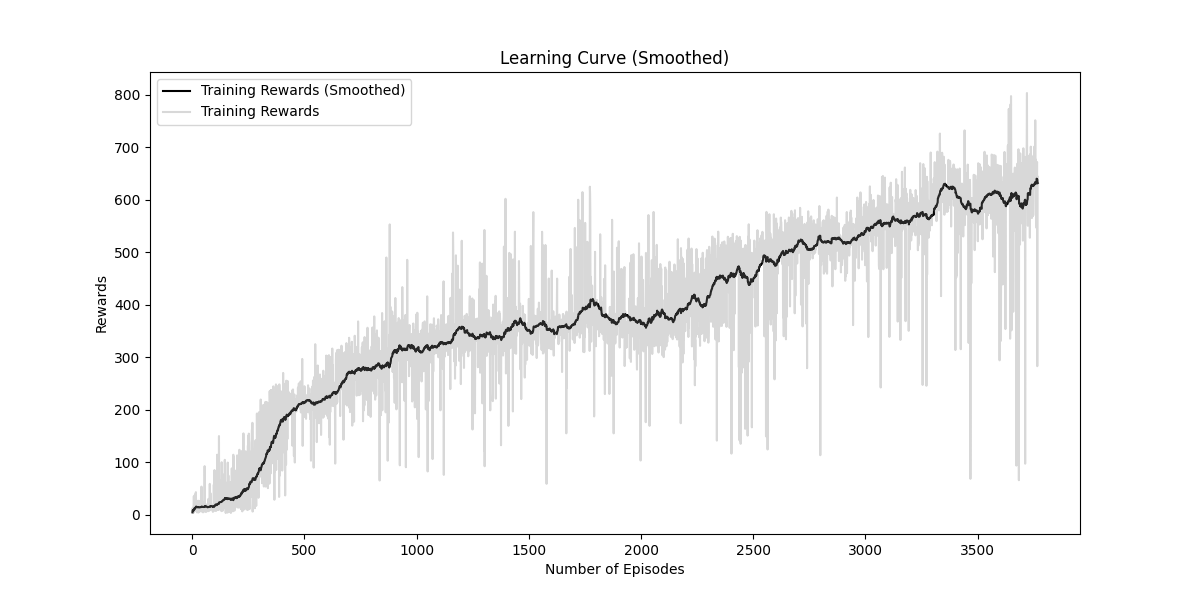 Learning Curve (Smoothed)
Training Rewards (Smoothed)
Training Rewards
Rewards
800
700
600
500
400
300
200
100
0
0 500 1000 1500 2000 2500 3000 3500
Number of Episodes